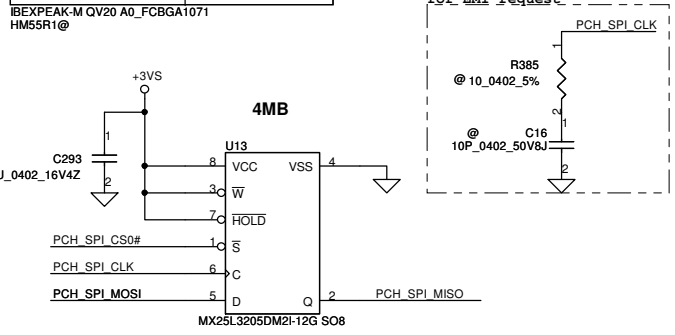 IBEXPEAK-M QV20 A0_FCBGA1071
HM55R1@
for EMI request
PCH_SPI_CLK
1
R385
@ 10_0402_5%
2
1
@ C16
10P_0402_50V8J
2
+3VS
4MB
1
C293
U_0402_16V4Z
2
U13
8 VCC VSS 4
3 W
7 HOLD
PCH_SPI_CS0# 1 S
PCH_SPI_CLK 6 C
PCH_SPI_MOSI 5 D Q 2 PCH_SPI_MISO
MX25L3205DM2I-12G SO8